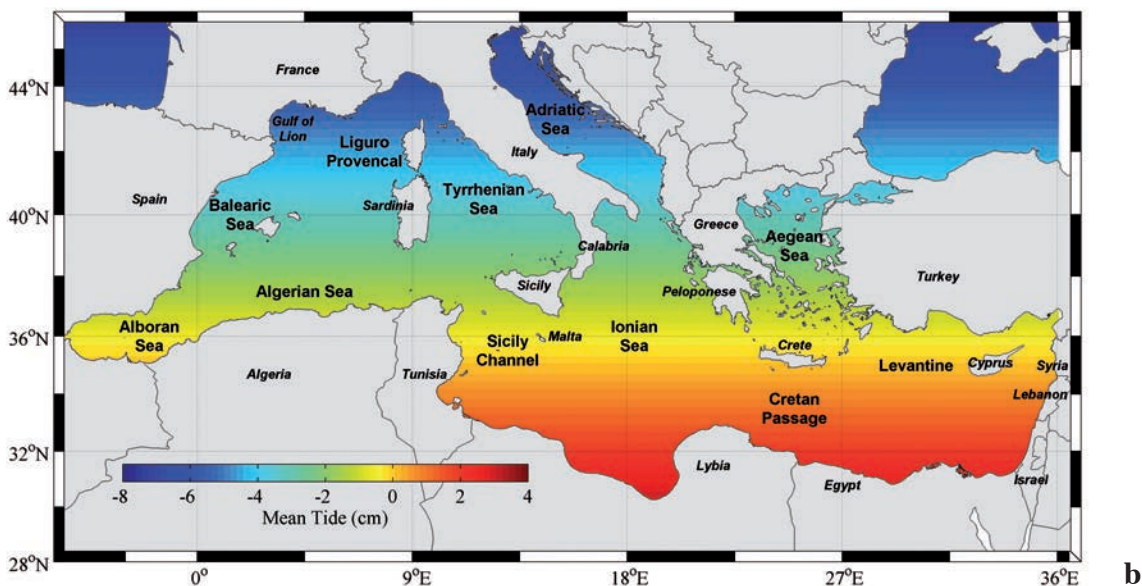 44°N
40°N
36°N
32°N
28°N
France
Gulf of
Lion
Liguro
Provencal
Adriatic
Sea
Italy
Spain
Balearic
Sea
Sardinia
Tyrrhenian
Sea
Greece
Aegean
Sea
Calabria
Turkey
Algerian Sea
Sicily
Peloponese
Alboran
Sea
Sicily
Channel
Malta
Ionian
Sea
Crete
Levantine
Cyprus
Syria
Algeria
Tunisia
Lebanon
Cretan
Passage
Lybia
Egypt
Israel
-8 -6 -4 -2 0 2 4
Mean Tide (cm)
0° 9°E 18°E 27°E 36°E
b